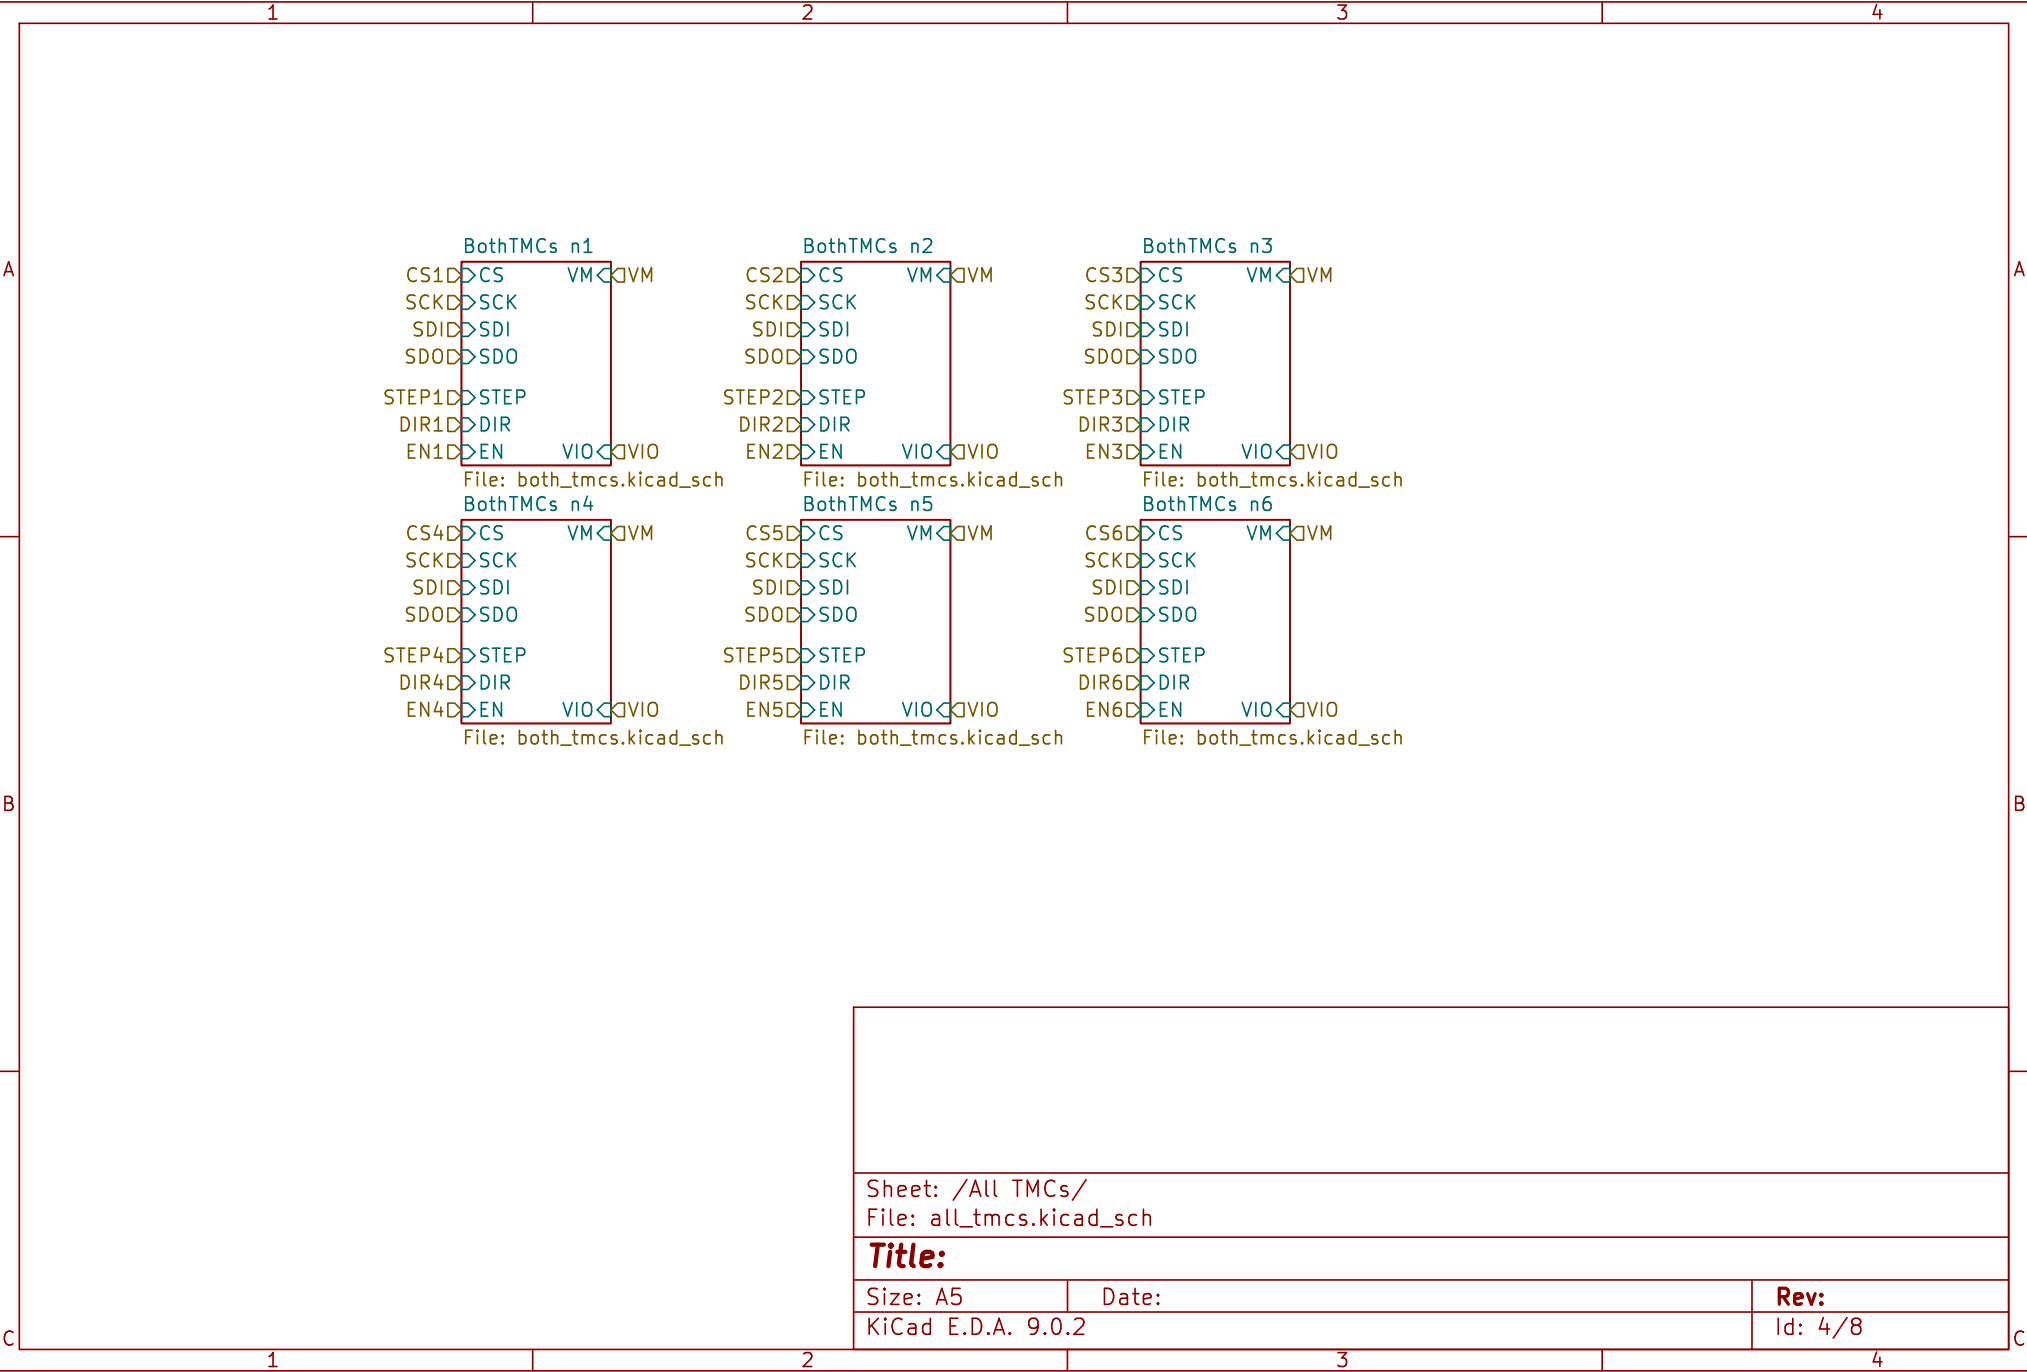 1 2 3 4
A A
BothTMCs n1 BothTMCs n2 BothTMCs n3
CS1 CS VM VM CS2 CS VM VM CS3 CS VM VM
SCK SCK SCK SCK SCK SCK
SDI SDI SDI SDI SDI SDI
SDO SDO SDO SDO SDO SDO
STEP1 STEP STEP2 STEP STEP3 STEP
DIR1 DIR DIR2 DIR DIR3 DIR
EN1 EN VIO VIO EN2 EN VIO VIO EN3 EN VIO VIO
File: both_tmcs.kicad_sch File: both_tmcs.kicad_sch File: both_tmcs.kicad_sch
BothTMCs n4 BothTMCs n5 BothTMCs n6
CS4 CS VM VM CS5 CS VM VM CS6 CS VM VM
SCK SCK SCK SCK SCK SCK
SDI SDI SDI SDI SDI SDI
SDO SDO SDO SDO SDO SDO
STEP4 STEP STEP5 STEP STEP6 STEP
DIR4 DIR DIR5 DIR DIR6 DIR
EN4 EN VIO VIO EN5 EN VIO VIO EN6 EN VIO VIO
File: both_tmcs.kicad_sch File: both_tmcs.kicad_sch File: both_tmcs.kicad_sch
B B
Sheet: /All TMCs/
File: all_tmcs.kicad_sch
Title:
Size: A5 Date: Rev:
KiCad E.D.A. 9.0.2 Id: 4/8
C C
1 2 3 4